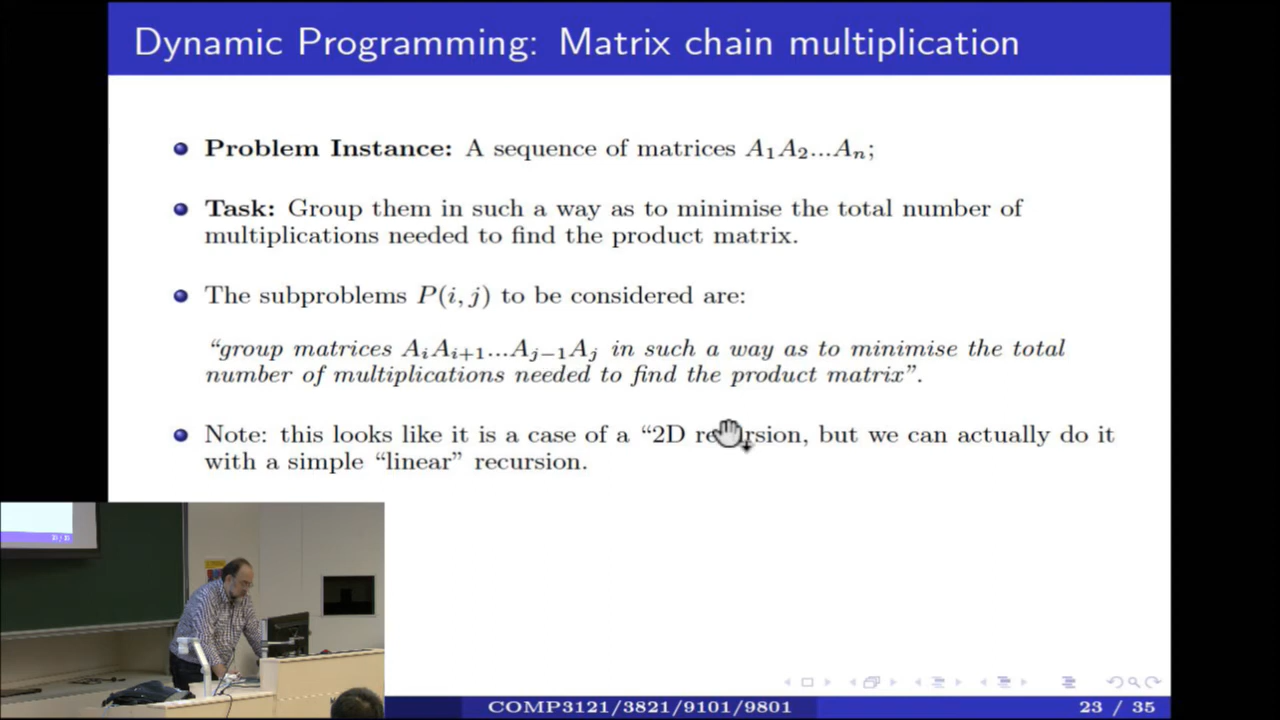 Dynamic Programming: Matrix chain multiplication
Problem Instance: A sequence of matrices A₁A₂...Aₙ;
Task: Group them in such a way as to minimise the total number of
multiplications needed to find the product matrix.
The subproblems P(i, j) to be considered are:
“group matrices AᵢAᵢ₊₁...Aⱼ₋₁Aⱼ in such a way as to minimise the total
number of multiplications needed to find the product matrix”.
Note: this looks like it is a case of a “2D recursion, but we can actually do it
with a simple “linear” recursion.
COMP3121/3821/9101/9801
23 / 35